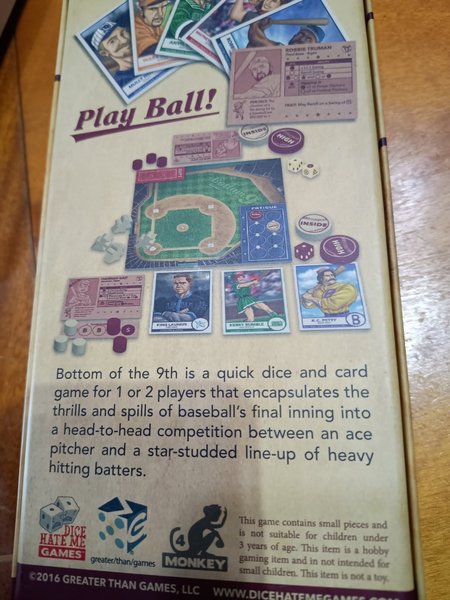 ROBBIE TRUMAN
Play Ball!
INSIDE
HIGH
FATIGUE
INSIDE
HIGH
KERRY RUMBLE
B
Bottom of the 9th is a quick dice and card
game for 1 or 2 players that encapsulates the
thrills and spills of baseball's final inning into
a head-to-head competition between an ace
pitcher and a star-studded line-up of heavy
hitting batters.
DICE
HATE ME
GAMES
greater/than/games
4
MONKEY
This game contains small pieces and
is not suitable for children under
3 years of age. This item is a hobby
gaming item and in not intended for
small children. This item is not a toy.
©2016 GREATER THAN GAMES, LLC
WWW.DICEHATEMEGAMES.COM